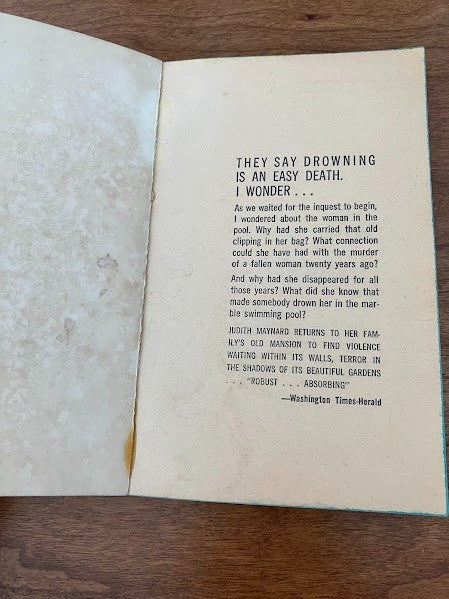 THEY SAY DROWNING
IS AN EASY DEATH.
I WONDER . . .
As we waited for the inquest to begin,
I wondered about the woman in the
pool. Why had she carried that old
clipping in her bag? What connection
could she have had with the murder
of a fallen woman twenty years ago?
And why had she disappeared for all
those years? What did she know that
made somebody drown her in the mar-
ble swimming pool?
JUDITH MAYNARD RETURNS TO HER FAM-
ILY'S OLD MANSION TO FIND VIOLENCE
WAITING WITHIN ITS WALLS, TERROR IN
THE SHADOWS OF ITS BEAUTIFUL GARDENS
. . . "ROBUST . . . ABSORBING"
—Washington Times-Herald